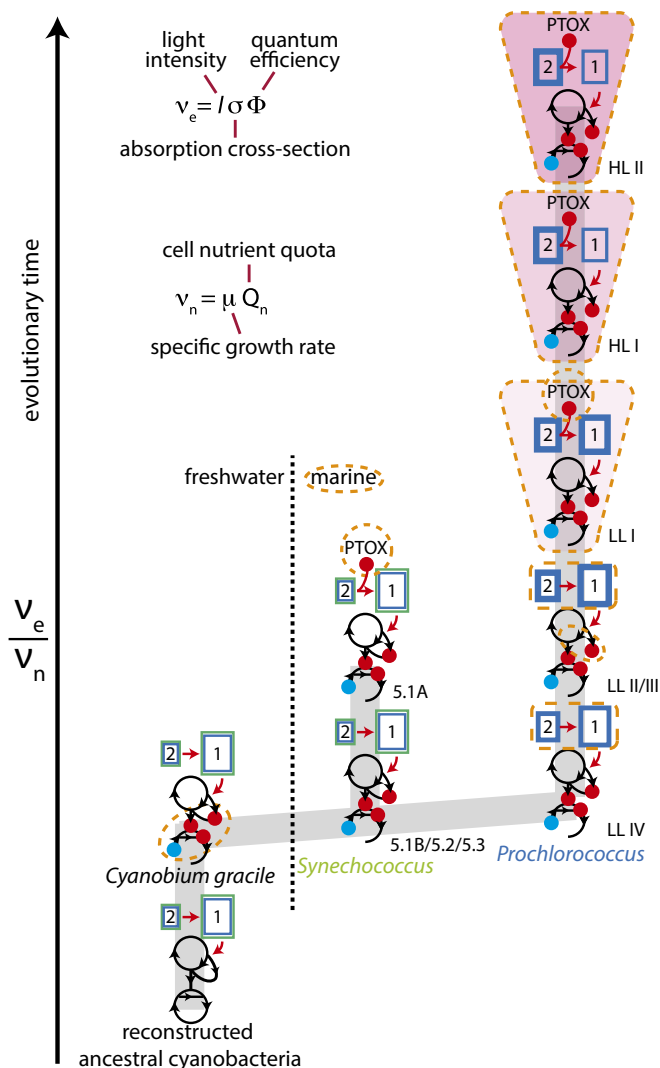 light intensity
quantum efficiency
νe = I σ Φ
absorption cross-section
cell nutrient quota
νn = μ Qn
specific growth rate
evolutionary time
νe
νn
freshwater
marine
PTOX
2 1
HL II
PTOX
2 1
HL I
PTOX
2 1
LL I
2 1
LL II/III
2 1
LL IV
Prochlorococcus
PTOX
2 1
5.1A
2 1
5.1B/5.2/5.3
Synechococcus
2 1
Cyanobium gracile
2 1
reconstructed
ancestral cyanobacteria